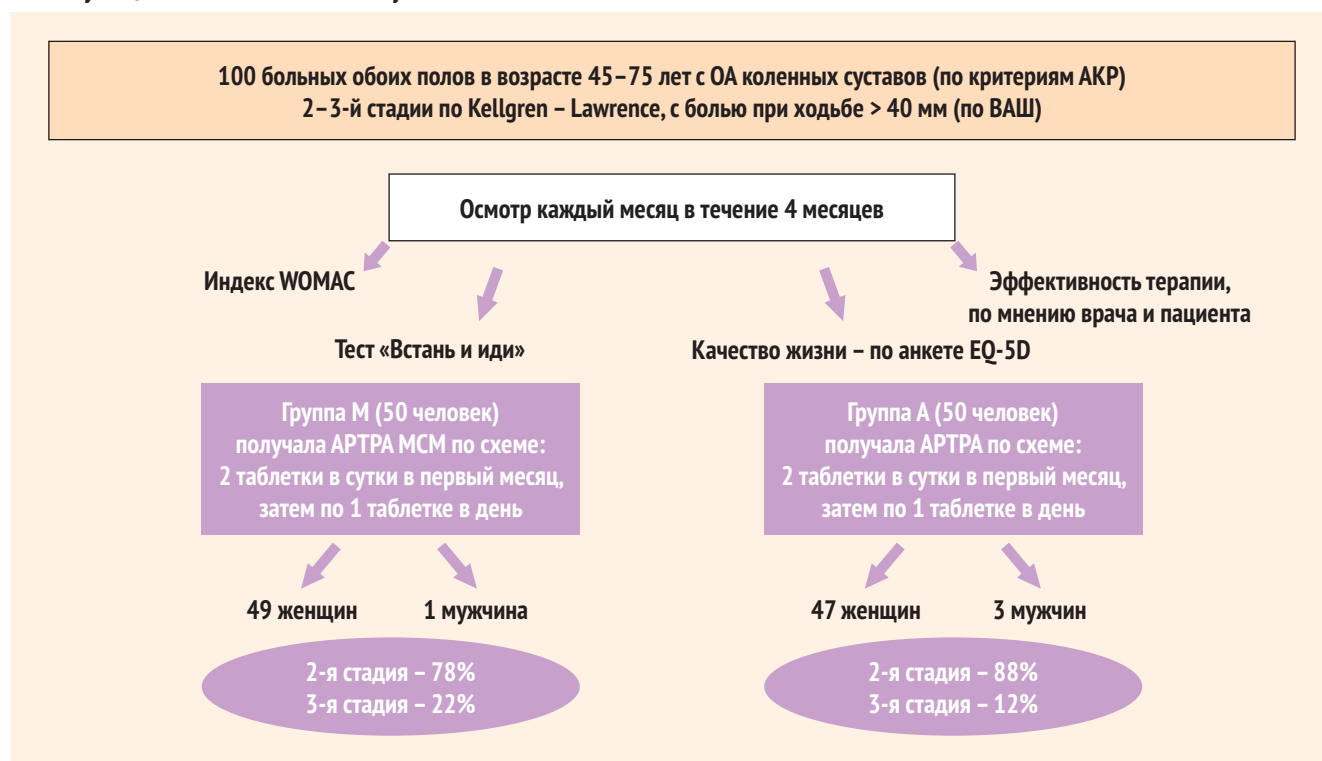 100 больных обоих полов в возрасте 45–75 лет с ОА коленных суставов (по критериям АКР)
2–3-й стадии по Kellgren – Lawrence, с болью при ходьбе > 40 мм (по ВАШ)
Осмотр каждый месяц в течение 4 месяцев
Индекс WOMAC
Эффективность терапии,
по мнению врача и пациента
Тест «Встань и иди»
Качество жизни – по анкете EQ-5D
Группа М (50 человек)
получала АРТРА МСМ по схеме:
2 таблетки в сутки в первый месяц,
затем по 1 таблетке в день
Группа А (50 человек)
получала АРТРА по схеме:
2 таблетки в сутки в первый месяц,
затем по 1 таблетке в день
49 женщин
1 мужчина
47 женщин
3 мужчин
2-я стадия – 78%
3-я стадия – 22%
2-я стадия – 88%
3-я стадия – 12%